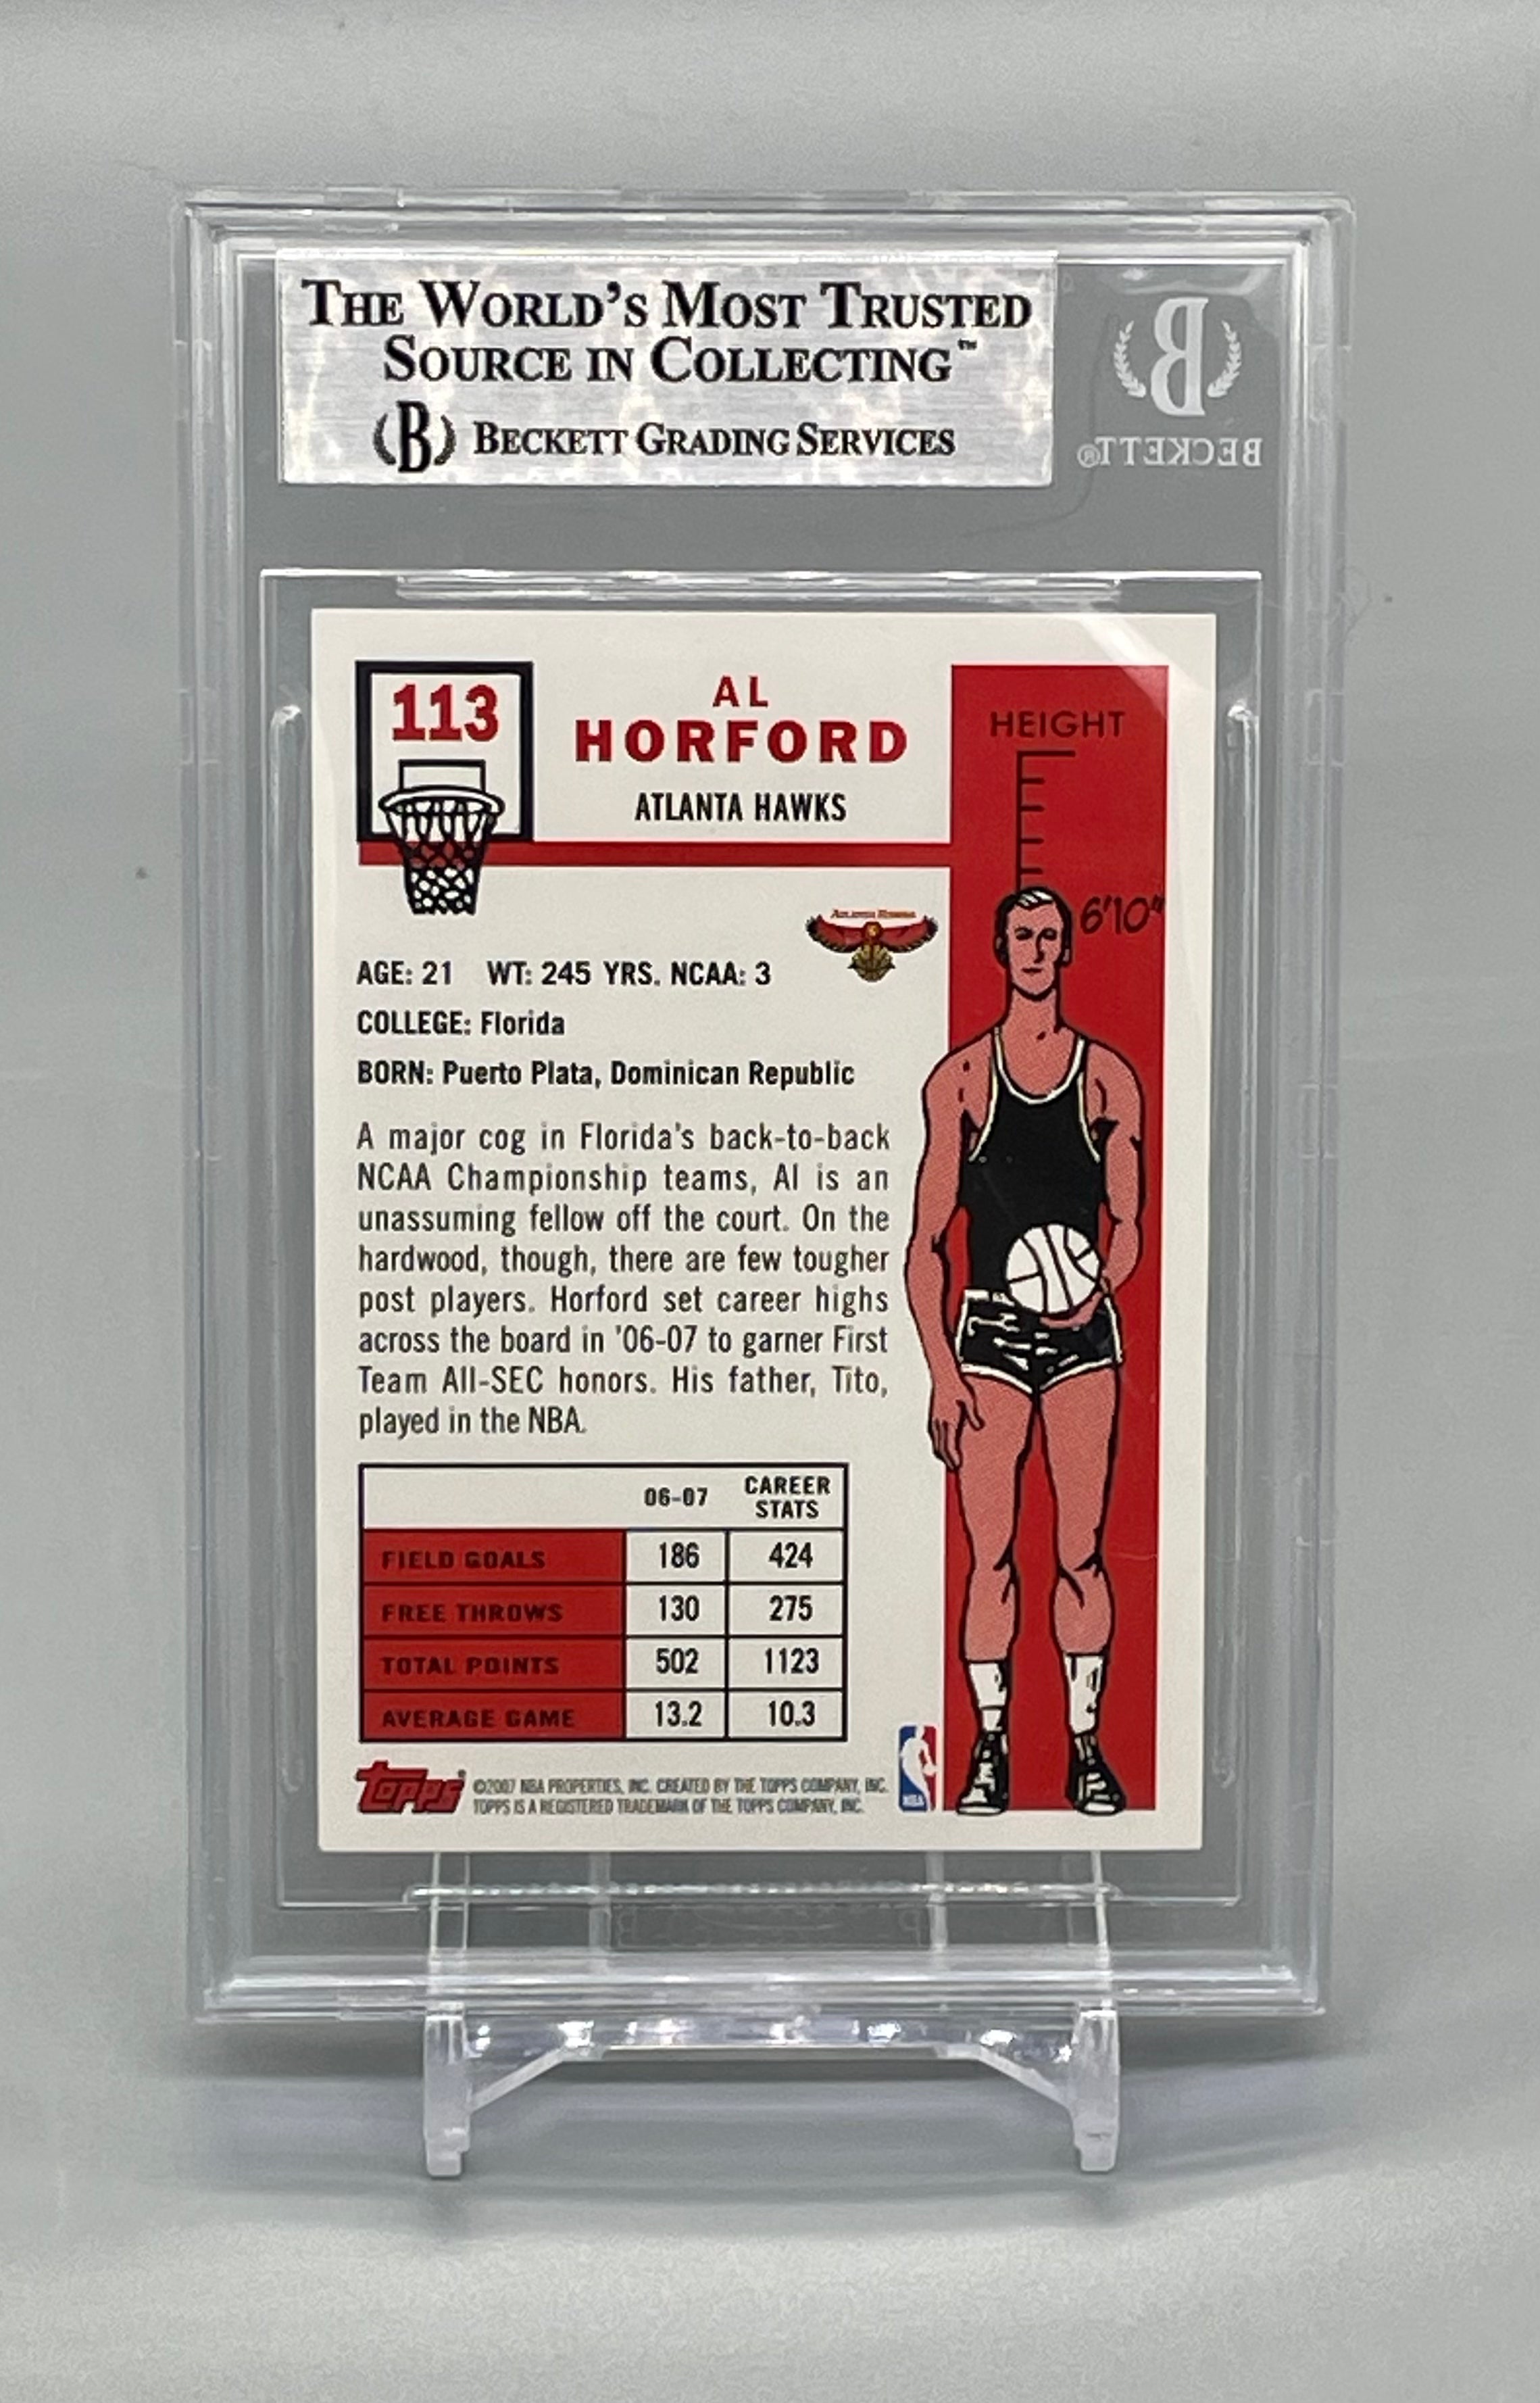 THE WORLD'S MOST TRUSTED
SOURCE IN COLLECTING™
B BECKETT GRADING SERVICES
B
BECKETT®
113
AL
HORFORD
ATLANTA HAWKS
HEIGHT
6'10"
ATLANTA HAWKS
AGE: 21 WT: 245 YRS. NCAA: 3
COLLEGE: Florida
BORN: Puerto Plata, Dominican Republic
A major cog in Florida's back-to-back
NCAA Championship teams, Al is an
unassuming fellow off the court. On the
hardwood, though, there are few tougher
post players. Horford set career highs
across the board in '06-07 to garner First
Team All-SEC honors. His father, Tito,
played in the NBA.
06-07 CAREER STATS
FIELD GOALS 186 424
FREE THROWS 130 275
TOTAL POINTS 502 1123
AVERAGE GAME 13.2 10.3
topps® ©2007 NBA PROPERTIES, INC. CREATED BY THE TOPPS COMPANY, INC.
TOPPS IS A REGISTERED TRADEMARK OF THE TOPPS COMPANY, INC.
NBA